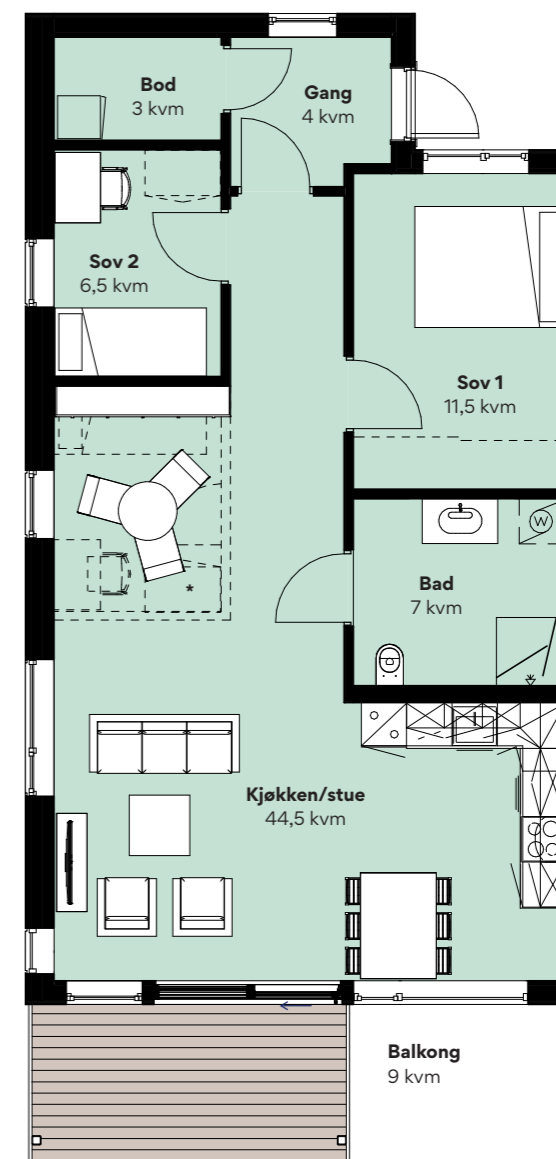 Bod
3 kvm
Gang
4 kvm
Sov 2
6,5 kvm
Sov 1
11,5 kvm
W
Bad
7 kvm
*
Kjøkken/stue
44,5 kvm
Balkong
9 kvm